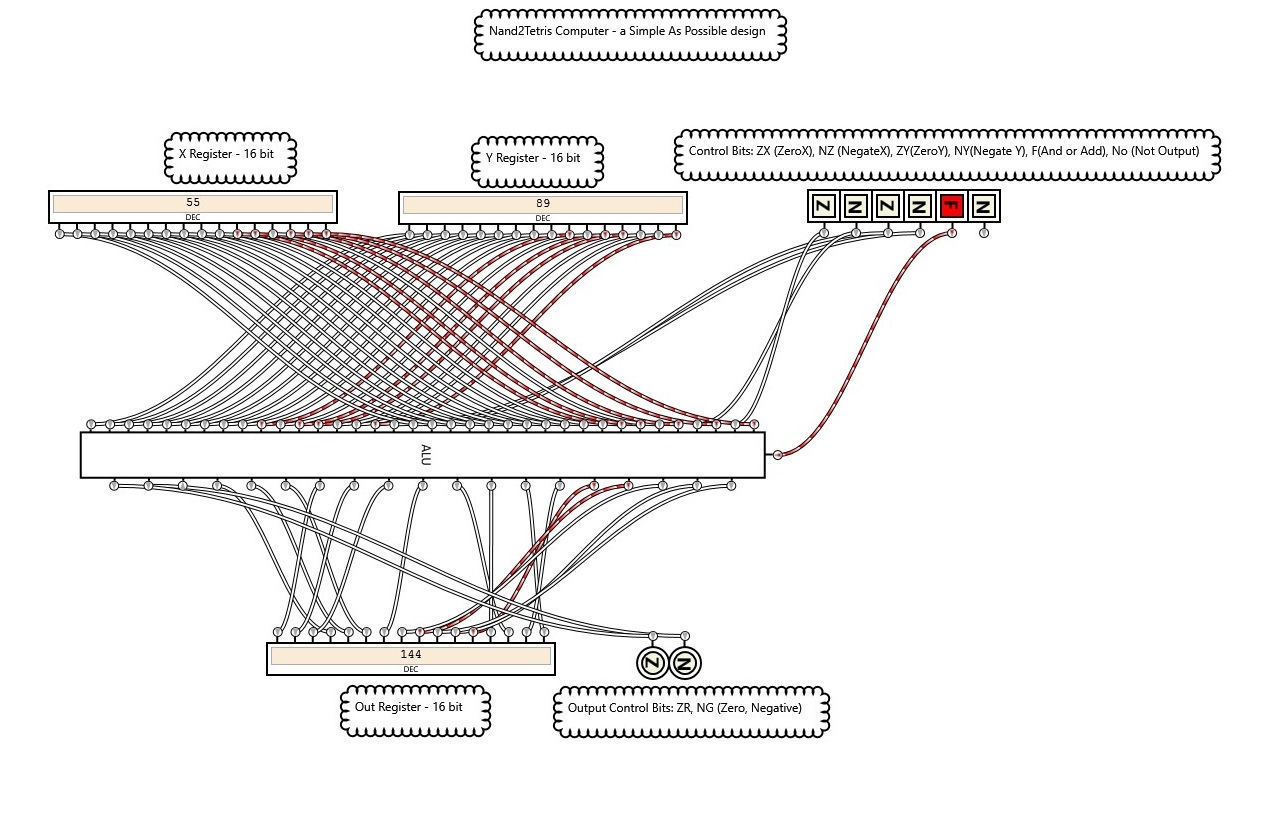 Nand2Tetris Computer - a Simple As Possible design
X Register - 16 bit
Y Register - 16 bit
Control Bits: ZX (ZeroX), NZ (NegateX), ZY(ZeroY), NY(Negate Y), F(And or Add), No (Not Output)
55
DEC
89
DEC
Z N Z N F N
ALU
144
DEC
Z N
Out Register - 16 bit
Output Control Bits: ZR, NG (Zero, Negative)